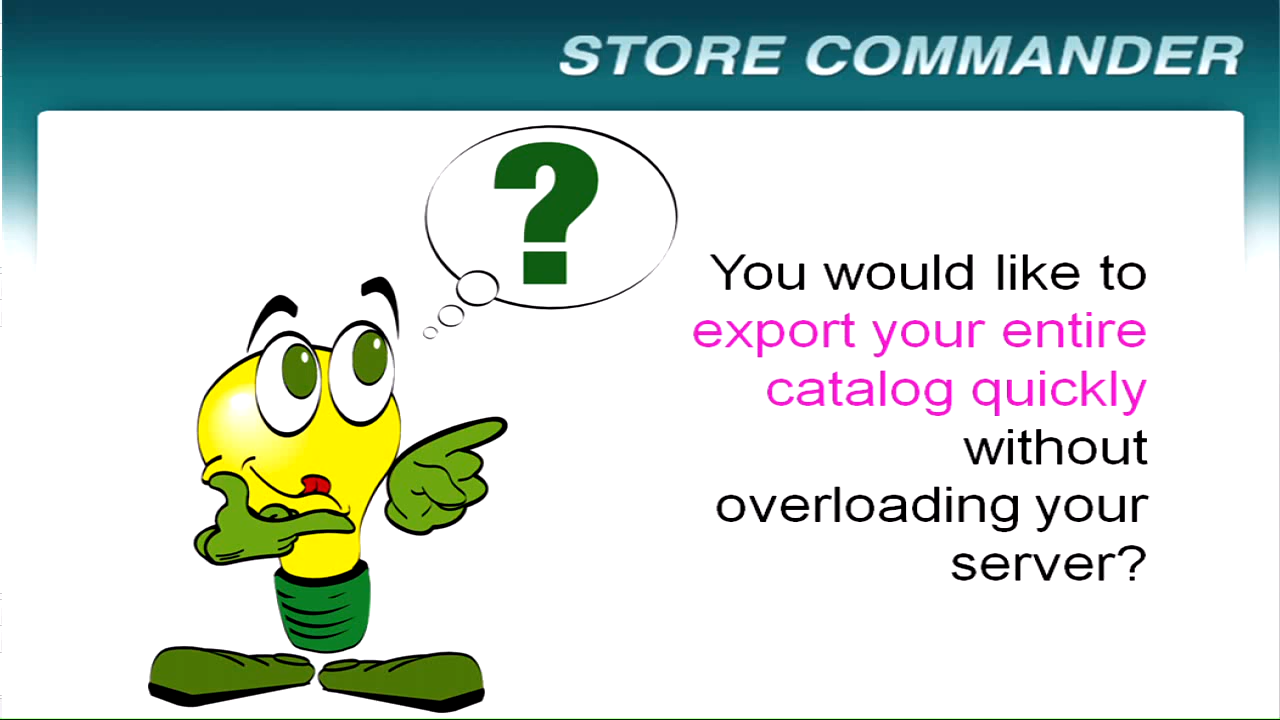 STORE COMMANDER
?
You would like to
export your entire
catalog quickly
without
overloading your
server?